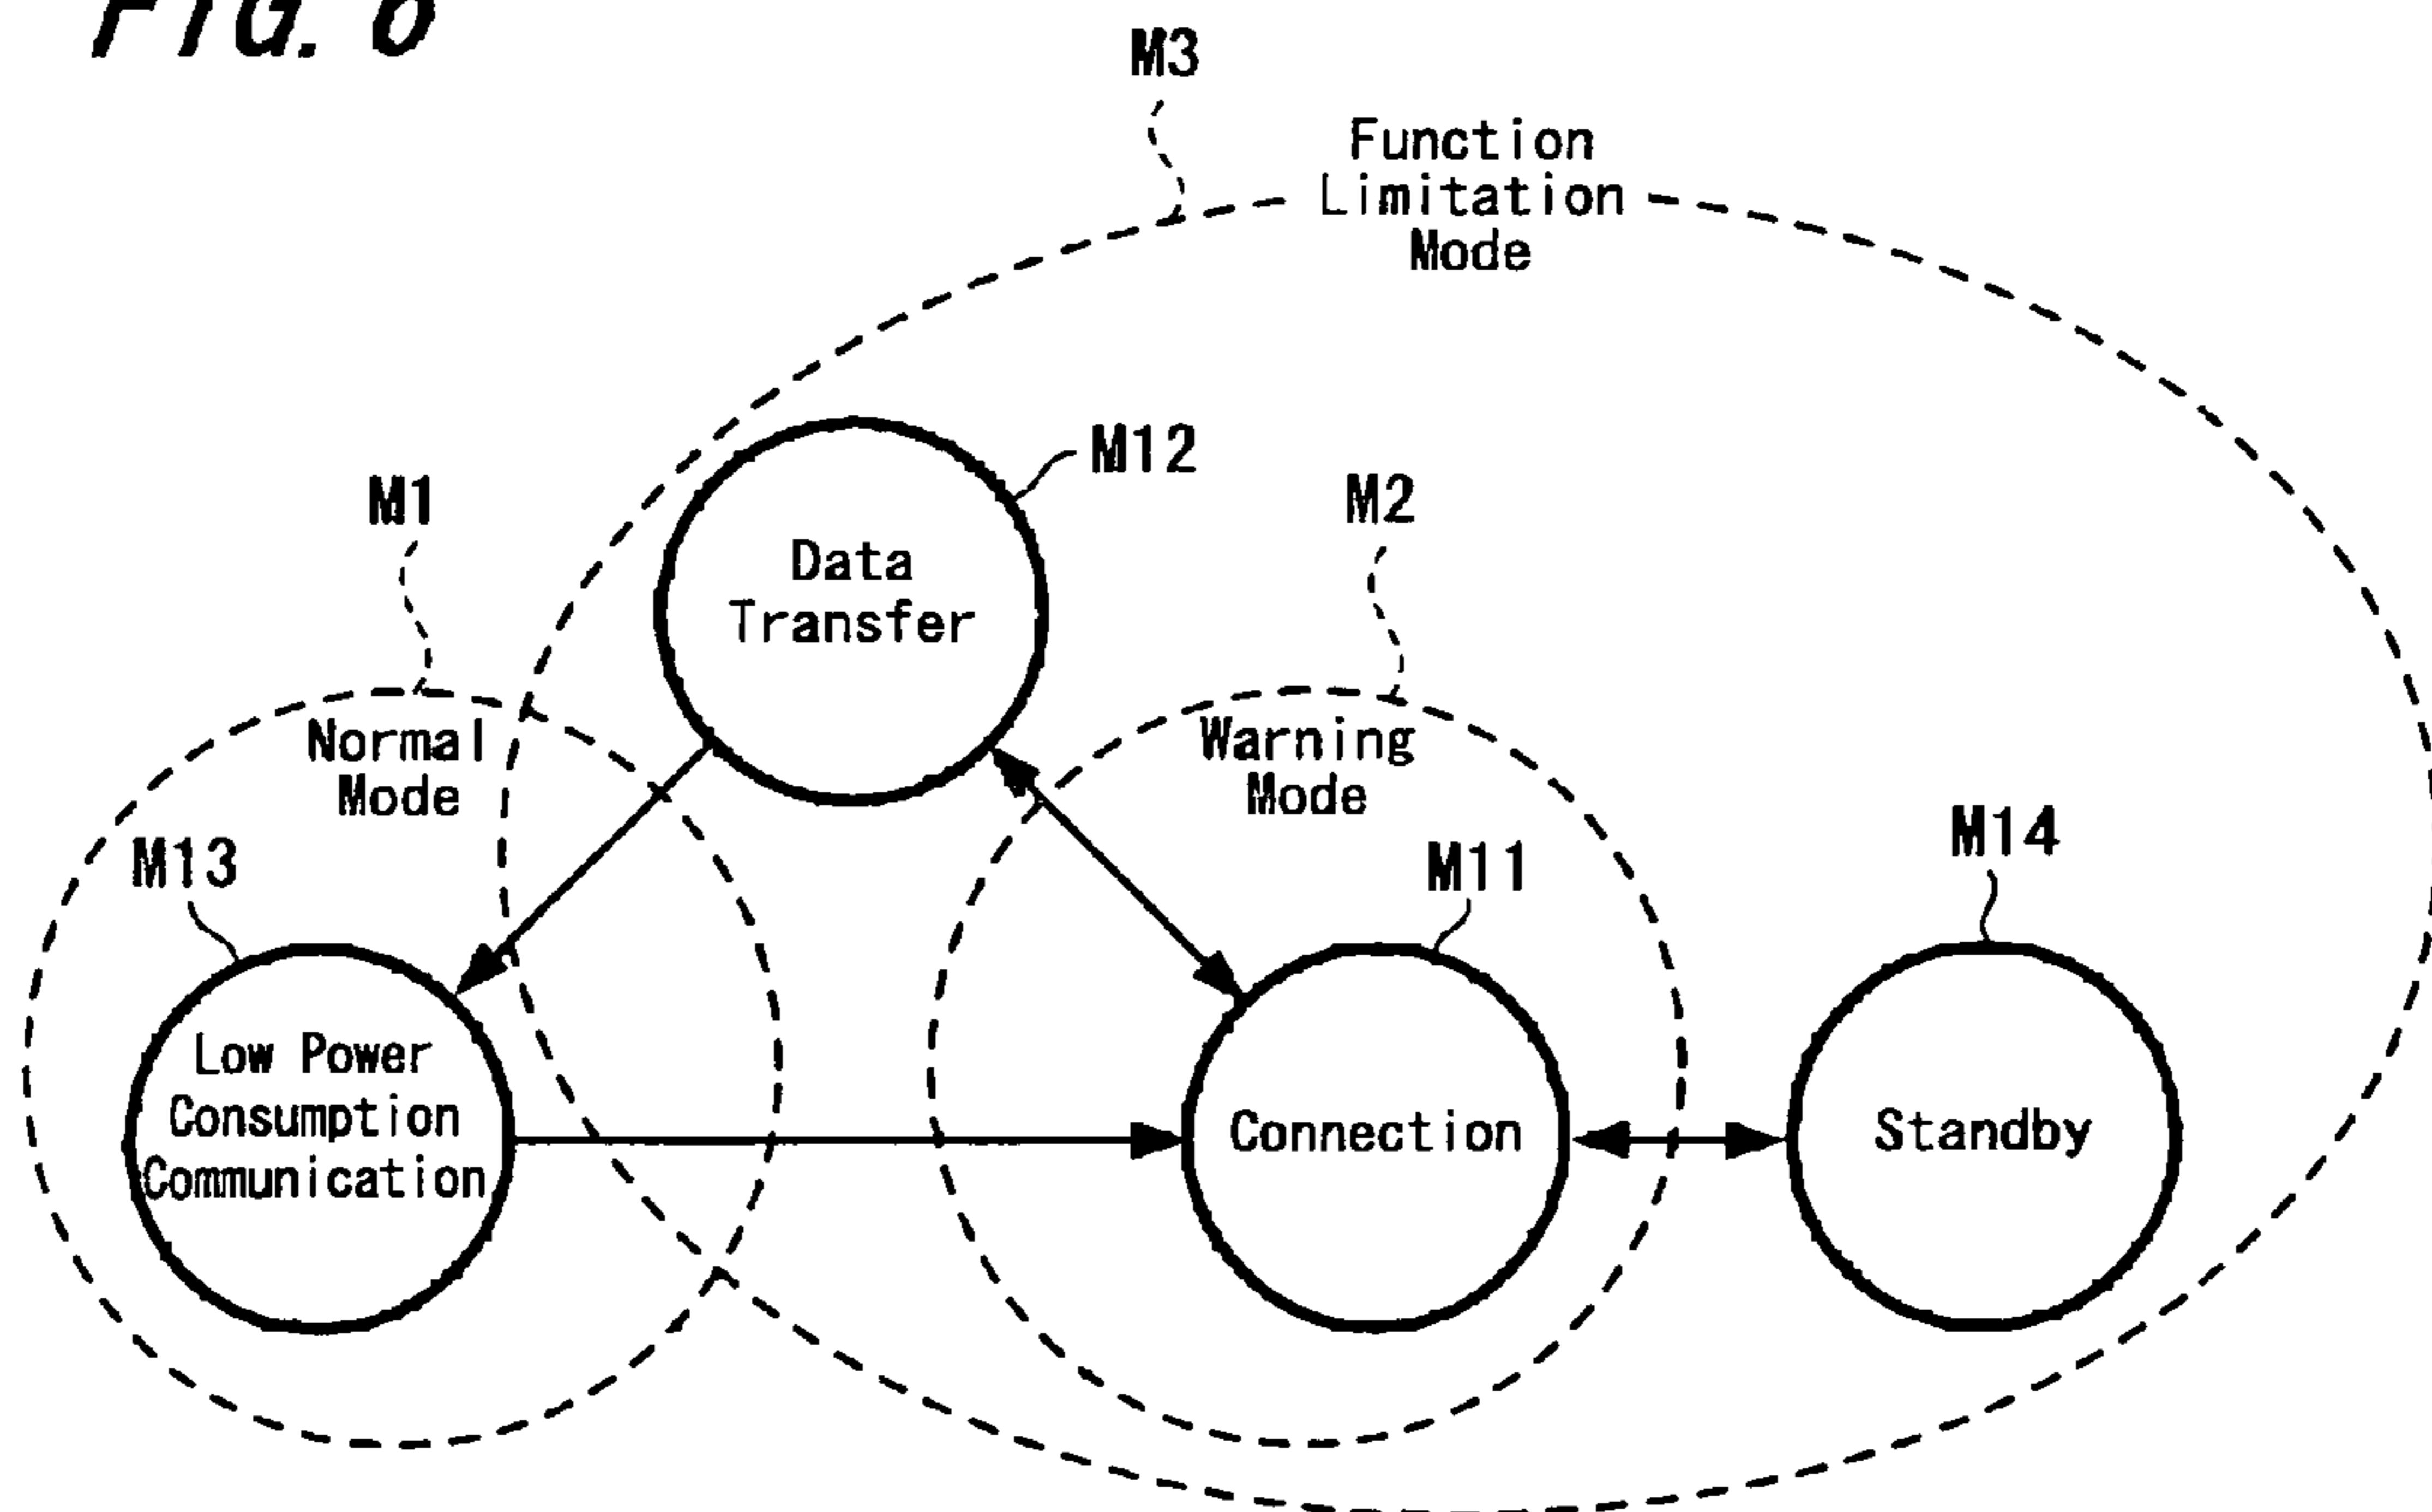 FIG. 6
M3
Function
Limitation
Mode
M12
M1
M2
Data
Transfer
Normal
Mode
Warning
Mode
M13
M11
M14
Low Power
Consumption
Communication
Connection
Standby